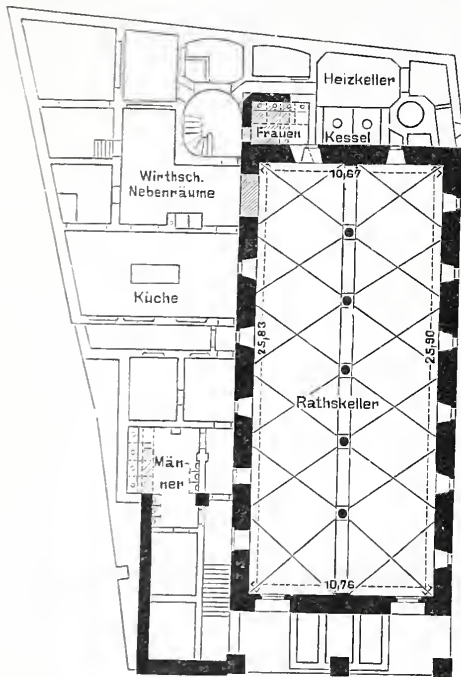 Heizkeller
Frauen
Kessel
10,67
Wirthsch.
Nebenräume
Küche
25,83
25,90
Rathskeller
Män-
ner
10,76